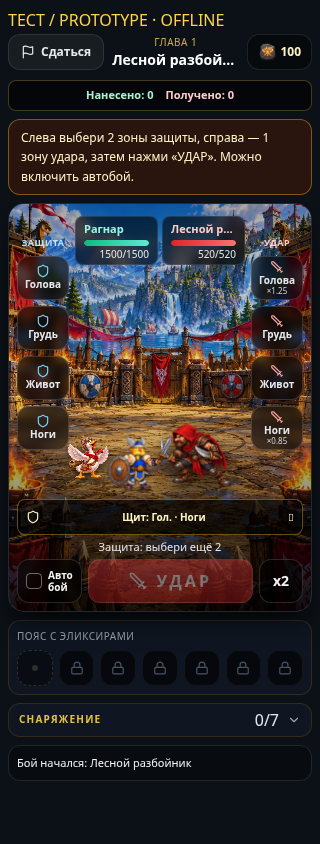 ТЕСТ / PROTOTYPE · OFFLINE
Сдаться
ГЛАВА 1
Лесной разбой…
100
Нанесено: 0 Получено: 0
Слева выбери 2 зоны защиты, справа — 1
зону удара, затем нажми «УДАР». Можно
включить автобой.
Рагнар
1500/1500
Лесной р…
520/520
ЗАЩИТА
УДАР
Голова
Голова
×1.25
Грудь
Грудь
Живот
Живот
Ноги
Ноги
×0.85
Щит: Гол. · Ноги
Защита: выбери ещё 2
Авто
бой
УДАР
x2
ПОЯС С ЭЛИКСИРАМИ
СНАРЯЖЕНИЕ
0/7
Бой начался: Лесной разбойник